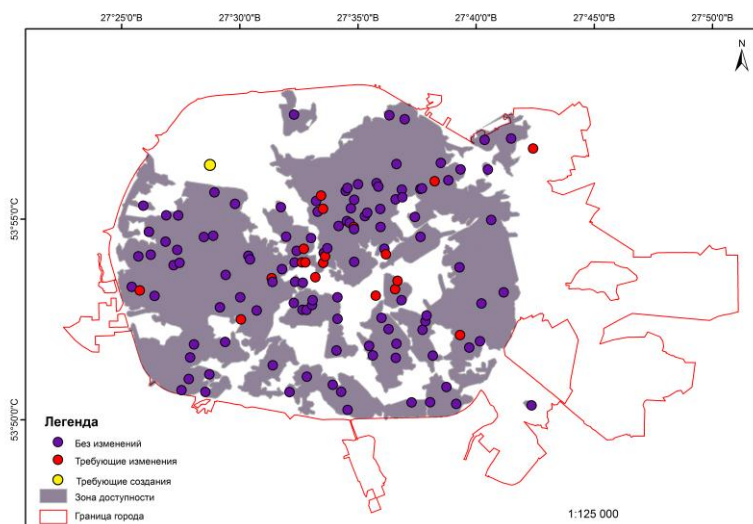 27°25'0"В 27°30'0"В 27°35'0"В 27°40'0"В 27°45'0"В 27°50'0"В
N
53°55'0"С
53°50'0"С
Легенда
Без изменений
Требующие изменения
Требующие создания
Зона доступности
Граница города
1:125 000